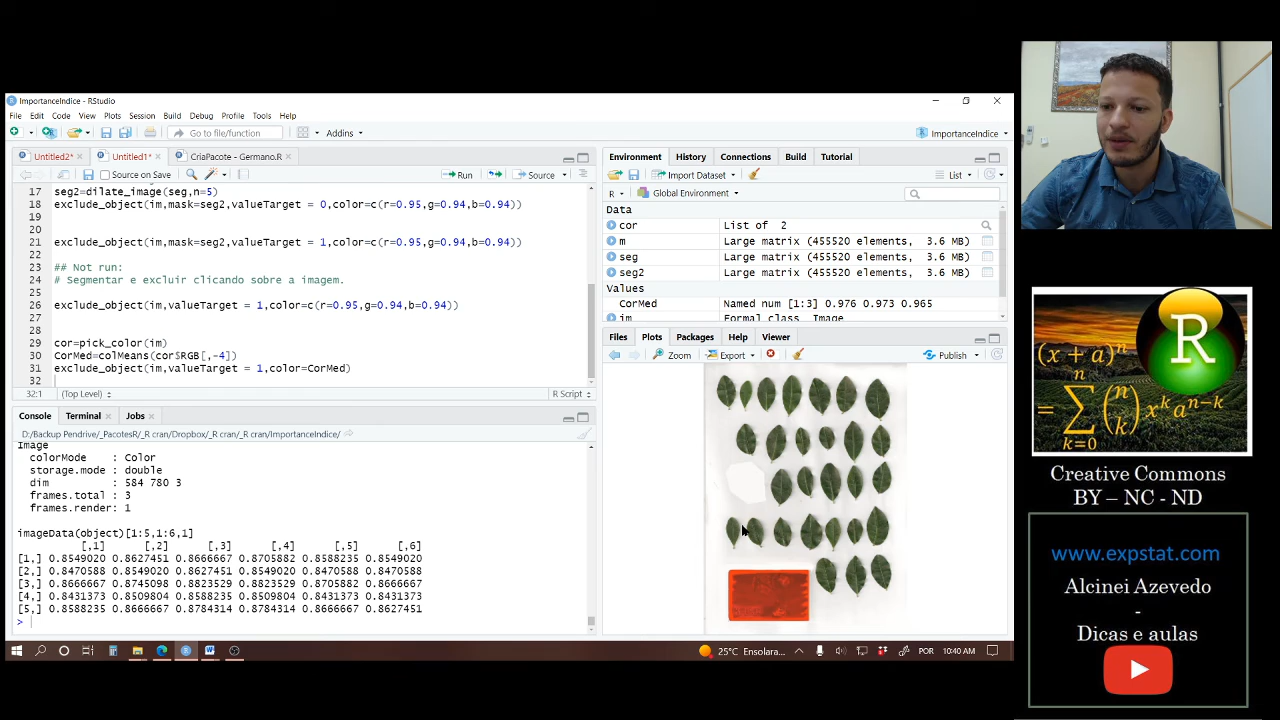 ImportanceIndice - RStudio
File Edit Code View Plots Session Build Debug Profile Tools Help
Go to file/function Addins ImportanceIndice
Untitled2* Untitled1* CriaPacote - Germano.R
Source on Save Run Source
17 seg2=dilate_image(seg,n=5)
18 exclude_object(im,mask=seg2,valueTarget = 0,color=c(r=0.95,g=0.94,b=0.94))
19
20
21 exclude_object(im,mask=seg2,valueTarget = 1,color=c(r=0.95,g=0.94,b=0.94))
22
23 ## Not run:
24 # Segmentar e excluir clicando sobre a imagem.
25
26 exclude_object(im,valueTarget = 1,color=c(r=0.95,g=0.94,b=0.94))
27
28
29 cor=pick_color(im)
30 CorMed=colMeans(cor$RGB[,-4])
31 exclude_object(im,valueTarget = 1,color=CorMed)
32
32:1 (Top Level) R Script
Console Terminal Jobs
D:/Backup Pendrive/_PacotesR/_R cran/Dropbox/_R cran/ImportanceIndice/
Image
colorMode : Color
storage.mode : double
dim : 584 780 3
frames.total : 3
frames.render: 1
imageData(object)[1:5,1:6,1]
[,1] [,2] [,3] [,4] [,5] [,6]
[1,] 0.8549020 0.8627451 0.8666667 0.8705882 0.8588235 0.8549020
[2,] 0.8470588 0.8549020 0.8627451 0.8549020 0.8470588 0.8470588
[3,] 0.8666667 0.8745098 0.8823529 0.8823529 0.8705882 0.8666667
[4,] 0.8431373 0.8509804 0.8549020 0.8509804 0.8431373 0.8431373
[5,] 0.8588235 0.8666667 0.8784314 0.8784314 0.8666667 0.8627451
>
Environment History Connections Build Tutorial
Import Dataset List
R Global Environment
Data
cor List of 2
m Large matrix (455520 elements, 3.6 MB)
seg Large matrix (455520 elements, 3.6 MB)
seg2 Large matrix (455520 elements, 3.6 MB)
Values
CorMed Named num [1:3] 0.976 0.973 0.965
im Formal class Image
Files Plots Packages Help Viewer
Zoom Export Publish
25°C Ensolara... POR 10:40 AM
R
(x + a)^n
= ∑ n k=0 (n k) x^k a^{n−k}
Creative Commons
BY – NC - ND
www.expstat.com
Alcinei Azevedo
-
Dicas e aulas